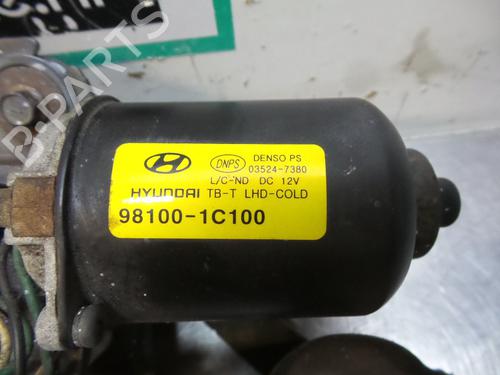 DNPS
DENSO PS
03524-7380
L/C-ND DC 12V
HYUNDAI TB-T LHD-COLD
98100-1C100
B-PARTS